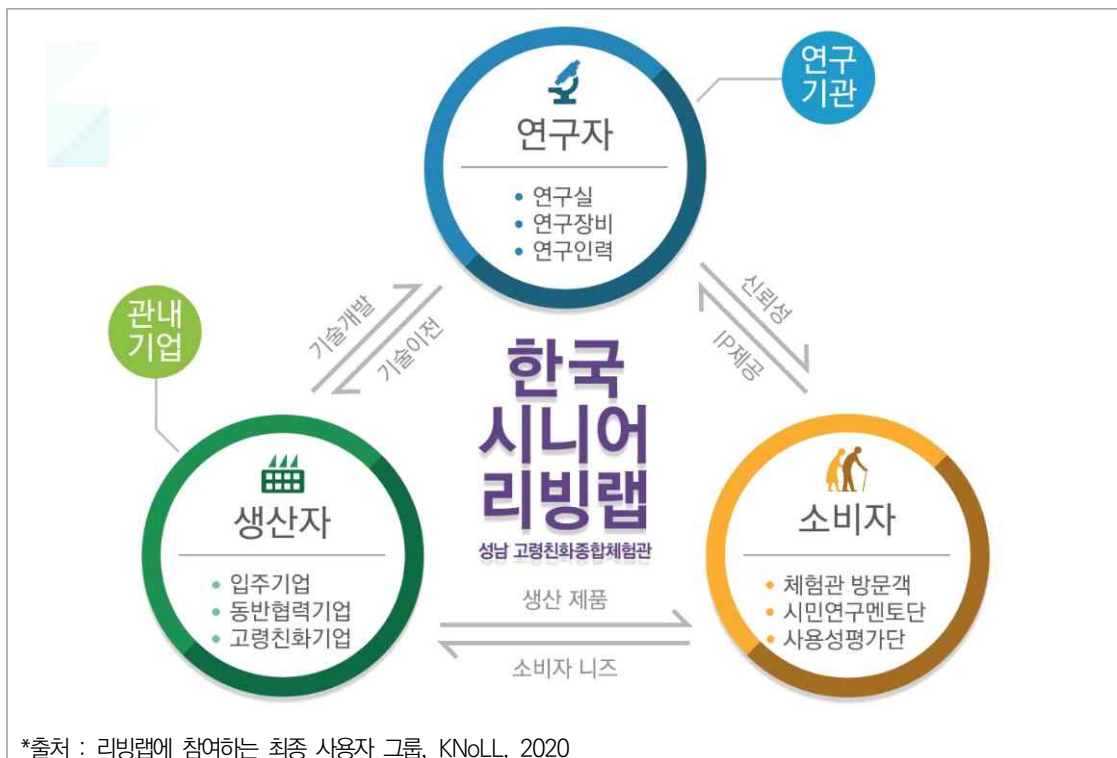 연구
기관
연구자
• 연구실
• 연구장비
• 연구인력
관내
기업
기술개발
기술이전
신뢰성
IP제공
한국
시니어
리빙랩
성남 고령친화종합체험관
생산자
• 입주기업
• 동반협력기업
• 고령친화기업
생산 제품
소비자 니즈
소비자
• 체험관 방문객
• 시민연구멘토단
• 사용성평가단
*출처 : 리빙랩에 참여하는 최종 사용자 그룹, KNoLL, 2020